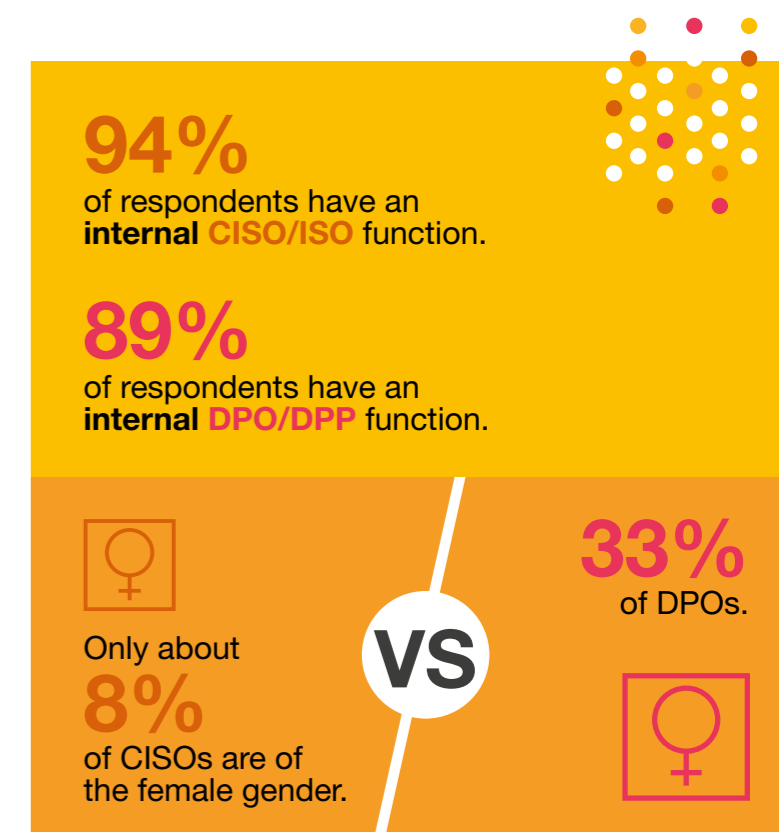 94%
of respondents have an
internal CISO/ISO function.
89%
of respondents have an
internal DPO/DPP function.
Only about
8%
of CISOs are of
the female gender.
VS
33%
of DPOs.